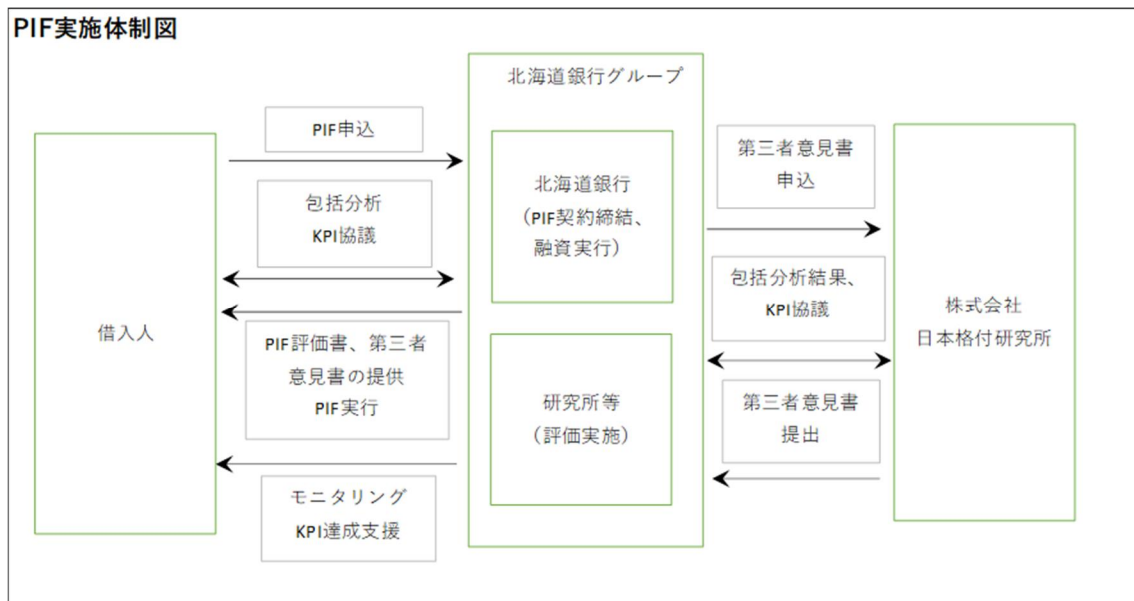 PIF実施体制図
北海道銀行グループ
PIF申込
包括分析
KPI協議
借入人
PIF評価書、第三者
意見書の提供
PIF実行
モニタリング
KPI達成支援
北海道銀行
（PIF契約締結、
融資実行）
研究所等
（評価実施）
第三者意見書
申込
包括分析結果、
KPI協議
第三者意見書
提出
株式会社
日本格付研究所